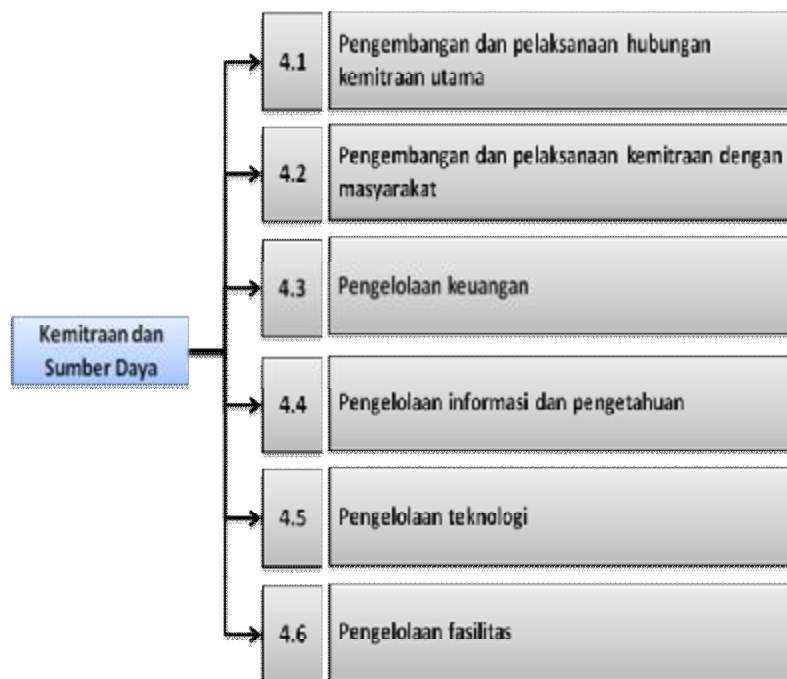 4.1
Pengembangan dan pelaksanaan hubungan
kemitraan utama
4.2
Pengembangan dan pelaksanaan kemitraan dengan
masyarakat
4.3
Pengelolaan keuangan
Kemitraan dan
Sumber Daya
4.4
Pengelolaan informasi dan pengetahuan
4.5
Pengelolaan teknologi
4.6
Pengelolaan fasilitas